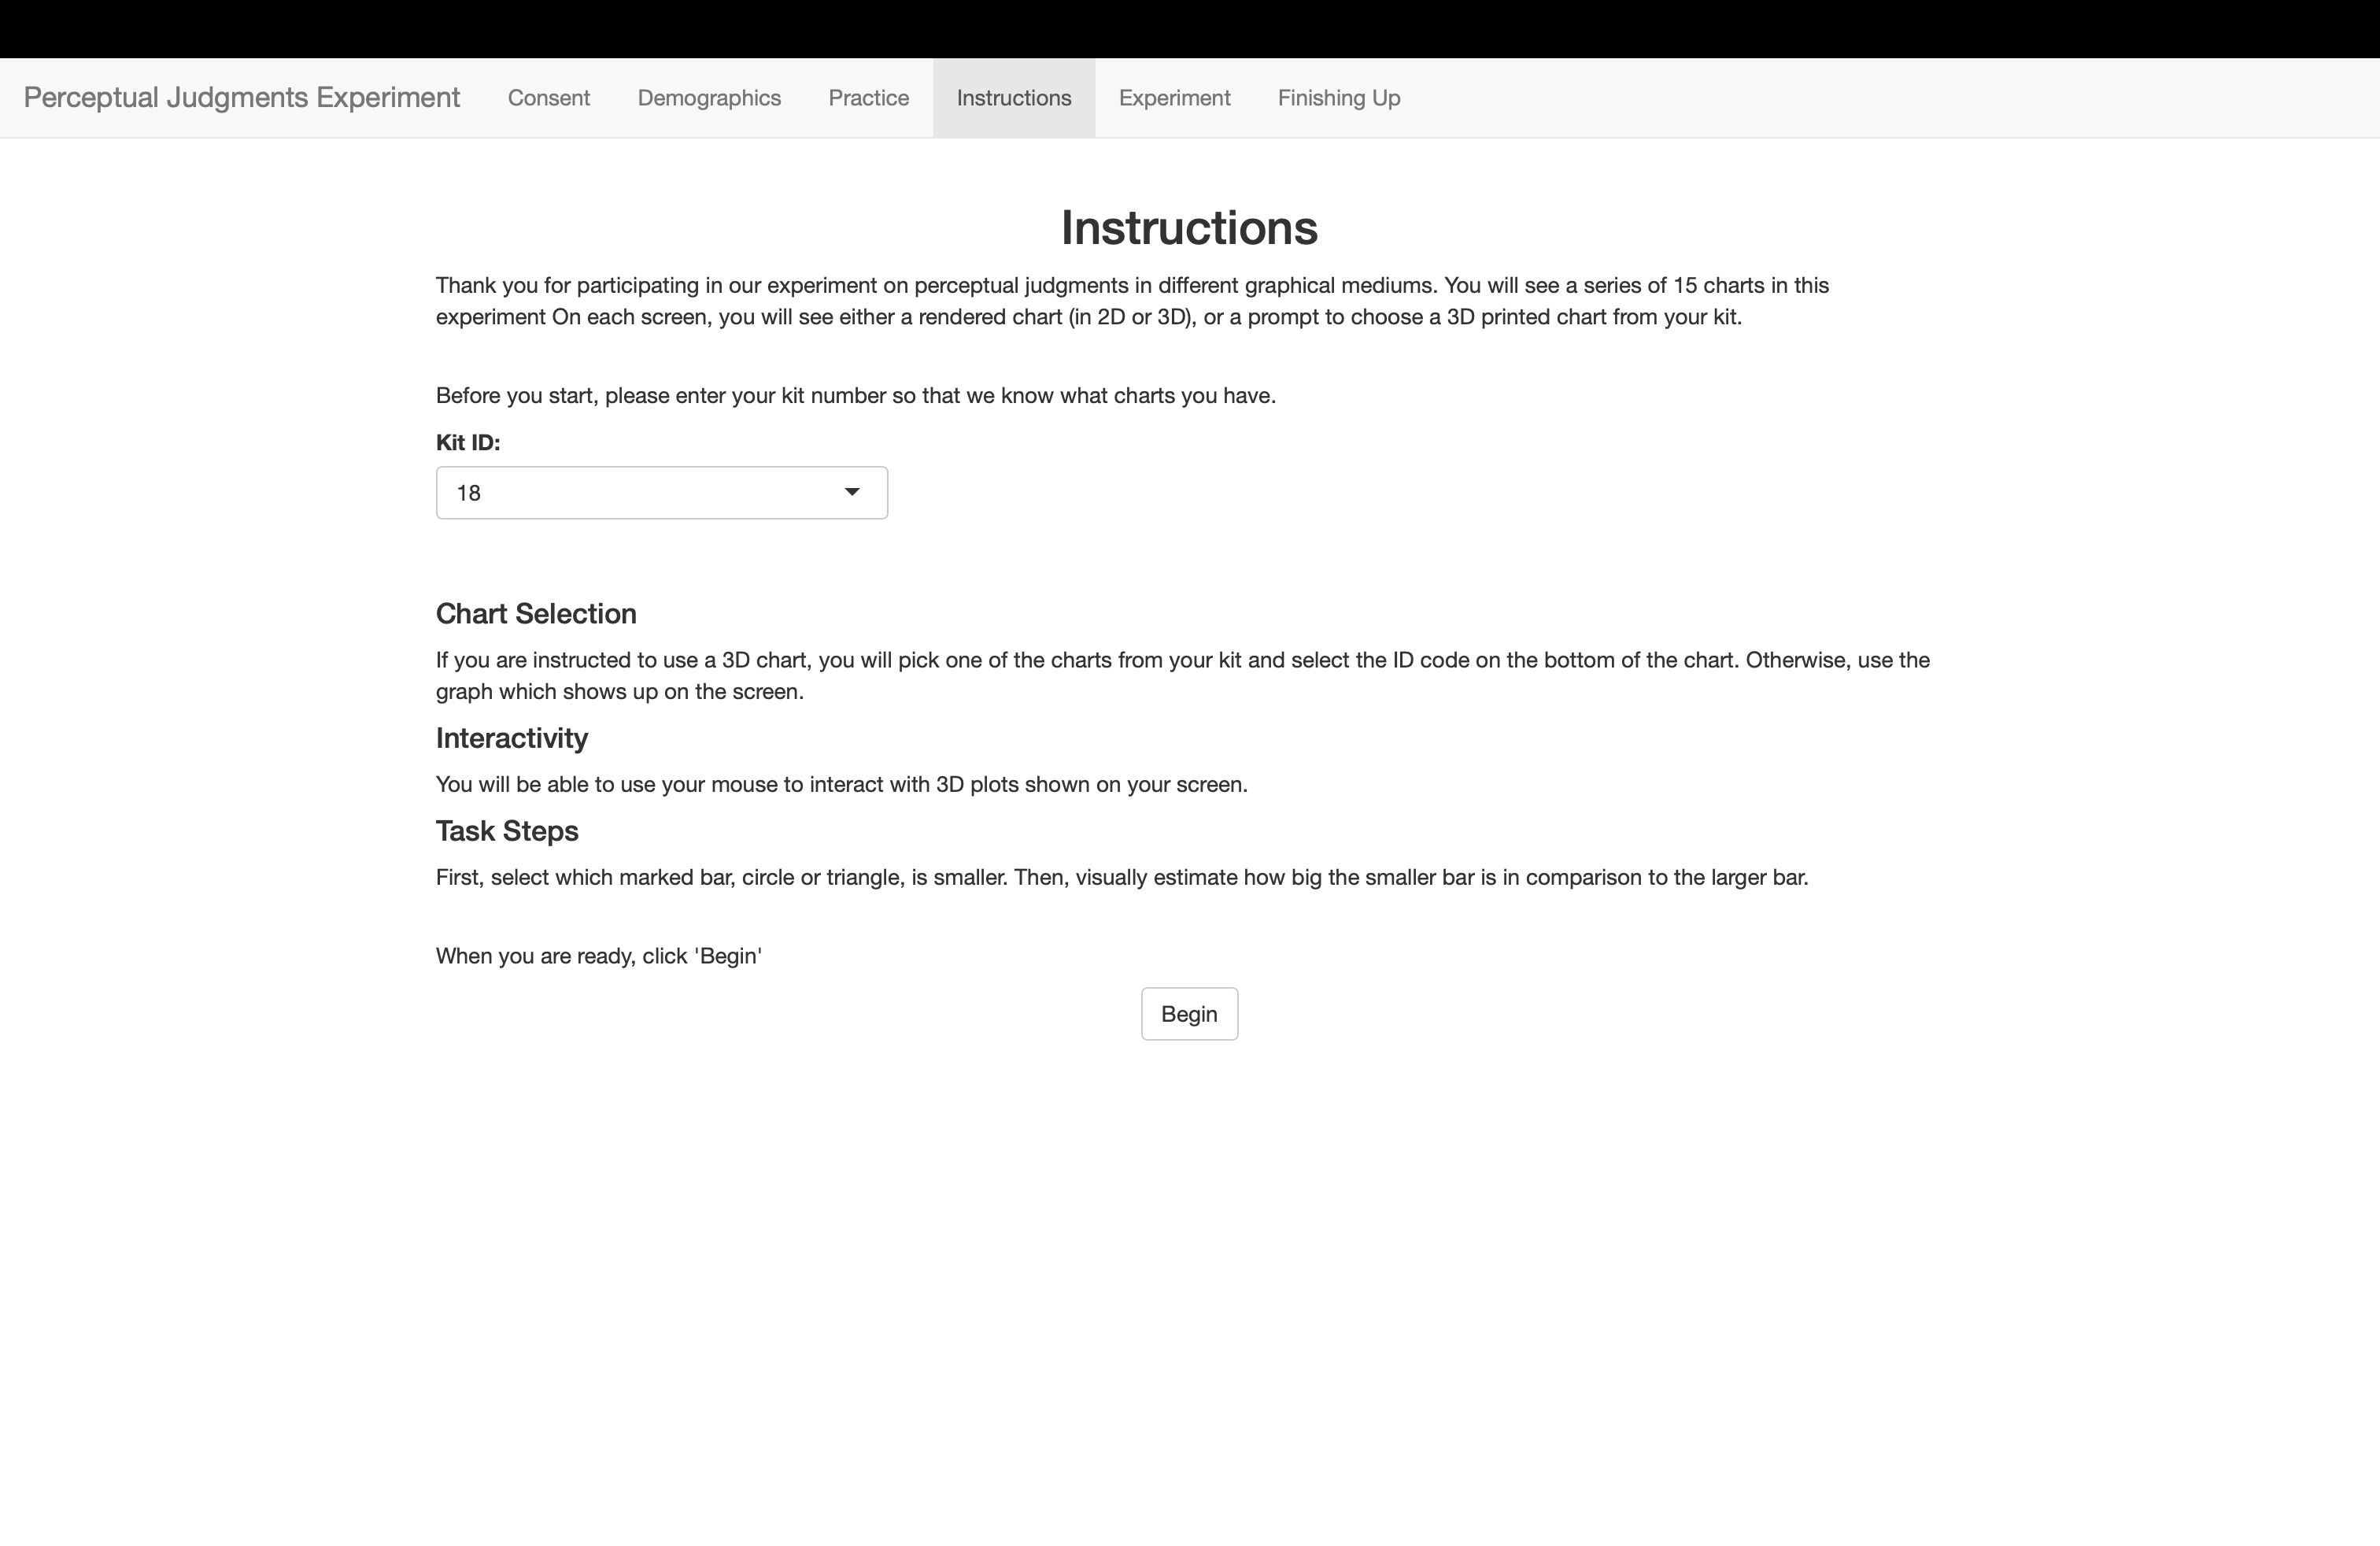 Perceptual Judgments Experiment Consent Demographics Practice Instructions Experiment Finishing Up
Instructions
Thank you for participating in our experiment on perceptual judgments in different graphical mediums. You will see a series of 15 charts in this
experiment On each screen, you will see either a rendered chart (in 2D or 3D), or a prompt to choose a 3D printed chart from your kit.
Before you start, please enter your kit number so that we know what charts you have.
Kit ID:
18
Chart Selection
If you are instructed to use a 3D chart, you will pick one of the charts from your kit and select the ID code on the bottom of the chart. Otherwise, use the
graph which shows up on the screen.
Interactivity
You will be able to use your mouse to interact with 3D plots shown on your screen.
Task Steps
First, select which marked bar, circle or triangle, is smaller. Then, visually estimate how big the smaller bar is in comparison to the larger bar.
When you are ready, click 'Begin'
Begin